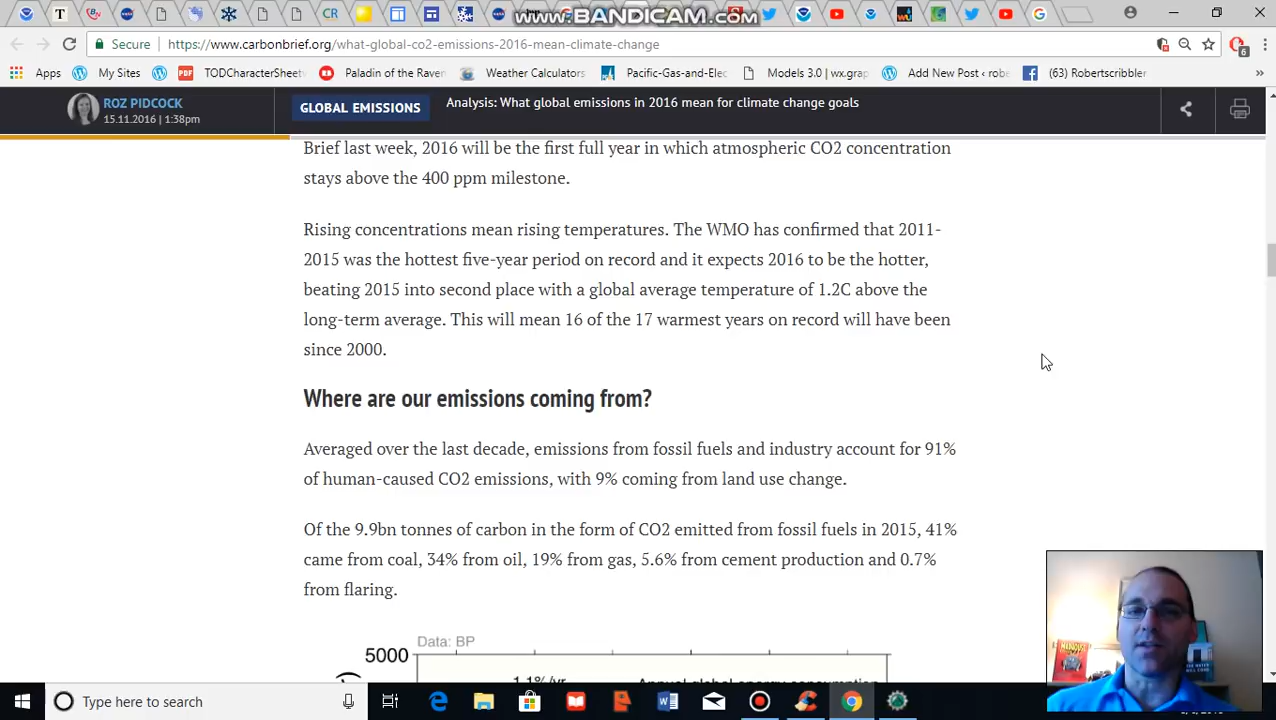 www.BANDICAM.com
Secure https://www.carbonbrief.org/what-global-co2-emissions-2016-mean-climate-change
Apps My Sites TODCharacterSheet Paladin of the Raven Weather Calculators Pacific-Gas-and-Elec Models 3.0 | wx.grap Add New Post ‹ robe (63) Robertscribbler »
ROZ PIDCOCK
15.11.2016 | 1:38pm
GLOBAL EMISSIONS
Analysis: What global emissions in 2016 mean for climate change goals
Brief last week, 2016 will be the first full year in which atmospheric CO2 concentration
stays above the 400 ppm milestone.
Rising concentrations mean rising temperatures. The WMO has confirmed that 2011-
2015 was the hottest five-year period on record and it expects 2016 to be the hotter,
beating 2015 into second place with a global average temperature of 1.2C above the
long-term average. This will mean 16 of the 17 warmest years on record will have been
since 2000.
Where are our emissions coming from?
Averaged over the last decade, emissions from fossil fuels and industry account for 91%
of human-caused CO2 emissions, with 9% coming from land use change.
Of the 9.9bn tonnes of carbon in the form of CO2 emitted from fossil fuels in 2015, 41%
came from coal, 34% from oil, 19% from gas, 5.6% from cement production and 0.7%
from flaring.
Data: BP
5000
Type here to search